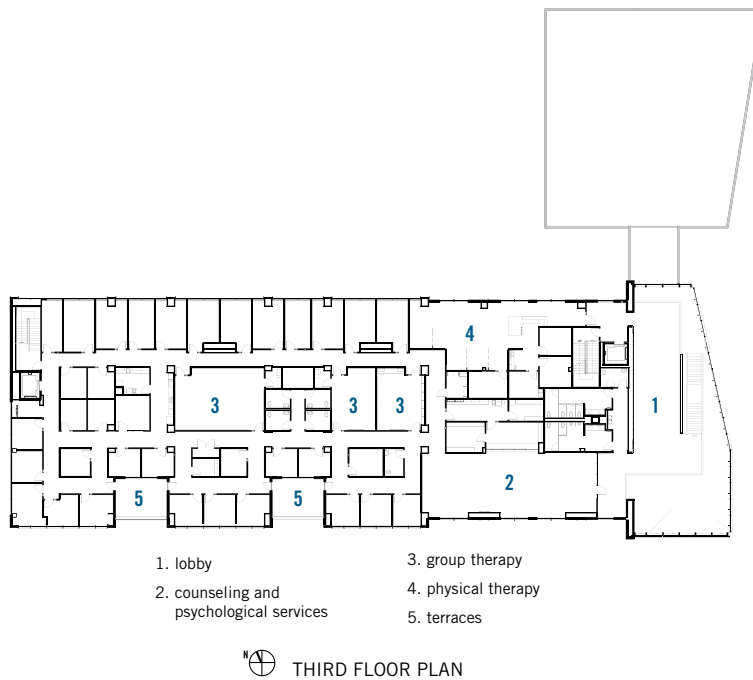 4
3
3
3
1
2
5
5
1. lobby
2. counseling and
psychological services
3. group therapy
4. physical therapy
5. terraces
N
THIRD FLOOR PLAN